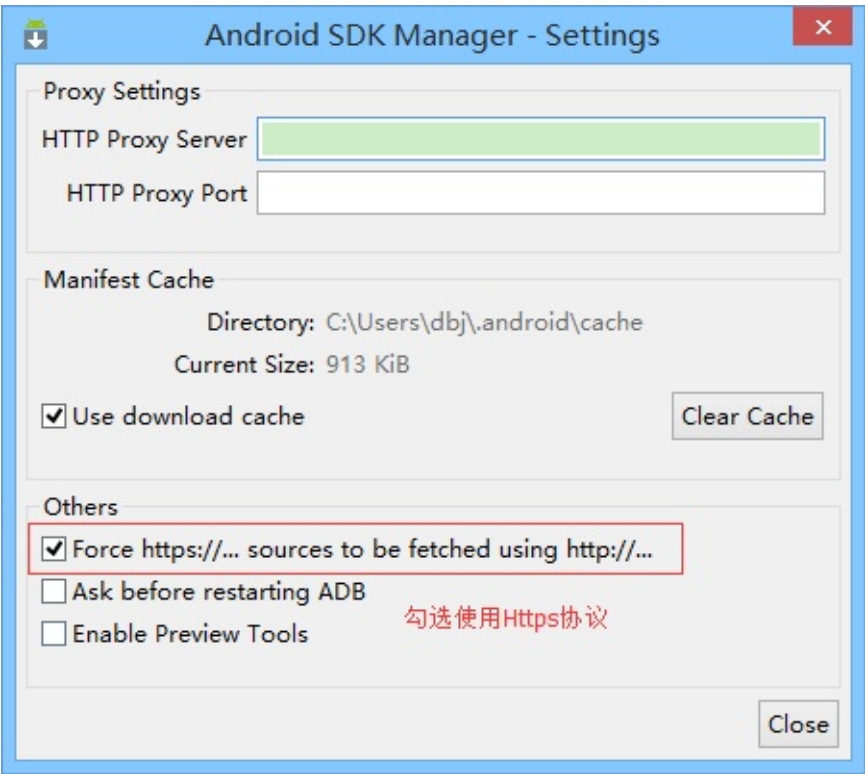 Android SDK Manager - Settings
Proxy Settings
HTTP Proxy Server
HTTP Proxy Port
Manifest Cache
Directory: C:\Users\dbj\.android\cache
Current Size: 913 KiB
Use download cache
Clear Cache
Others
Force https://... sources to be fetched using http://...
Ask before restarting ADB
勾选使用Https协议
Enable Preview Tools
Close